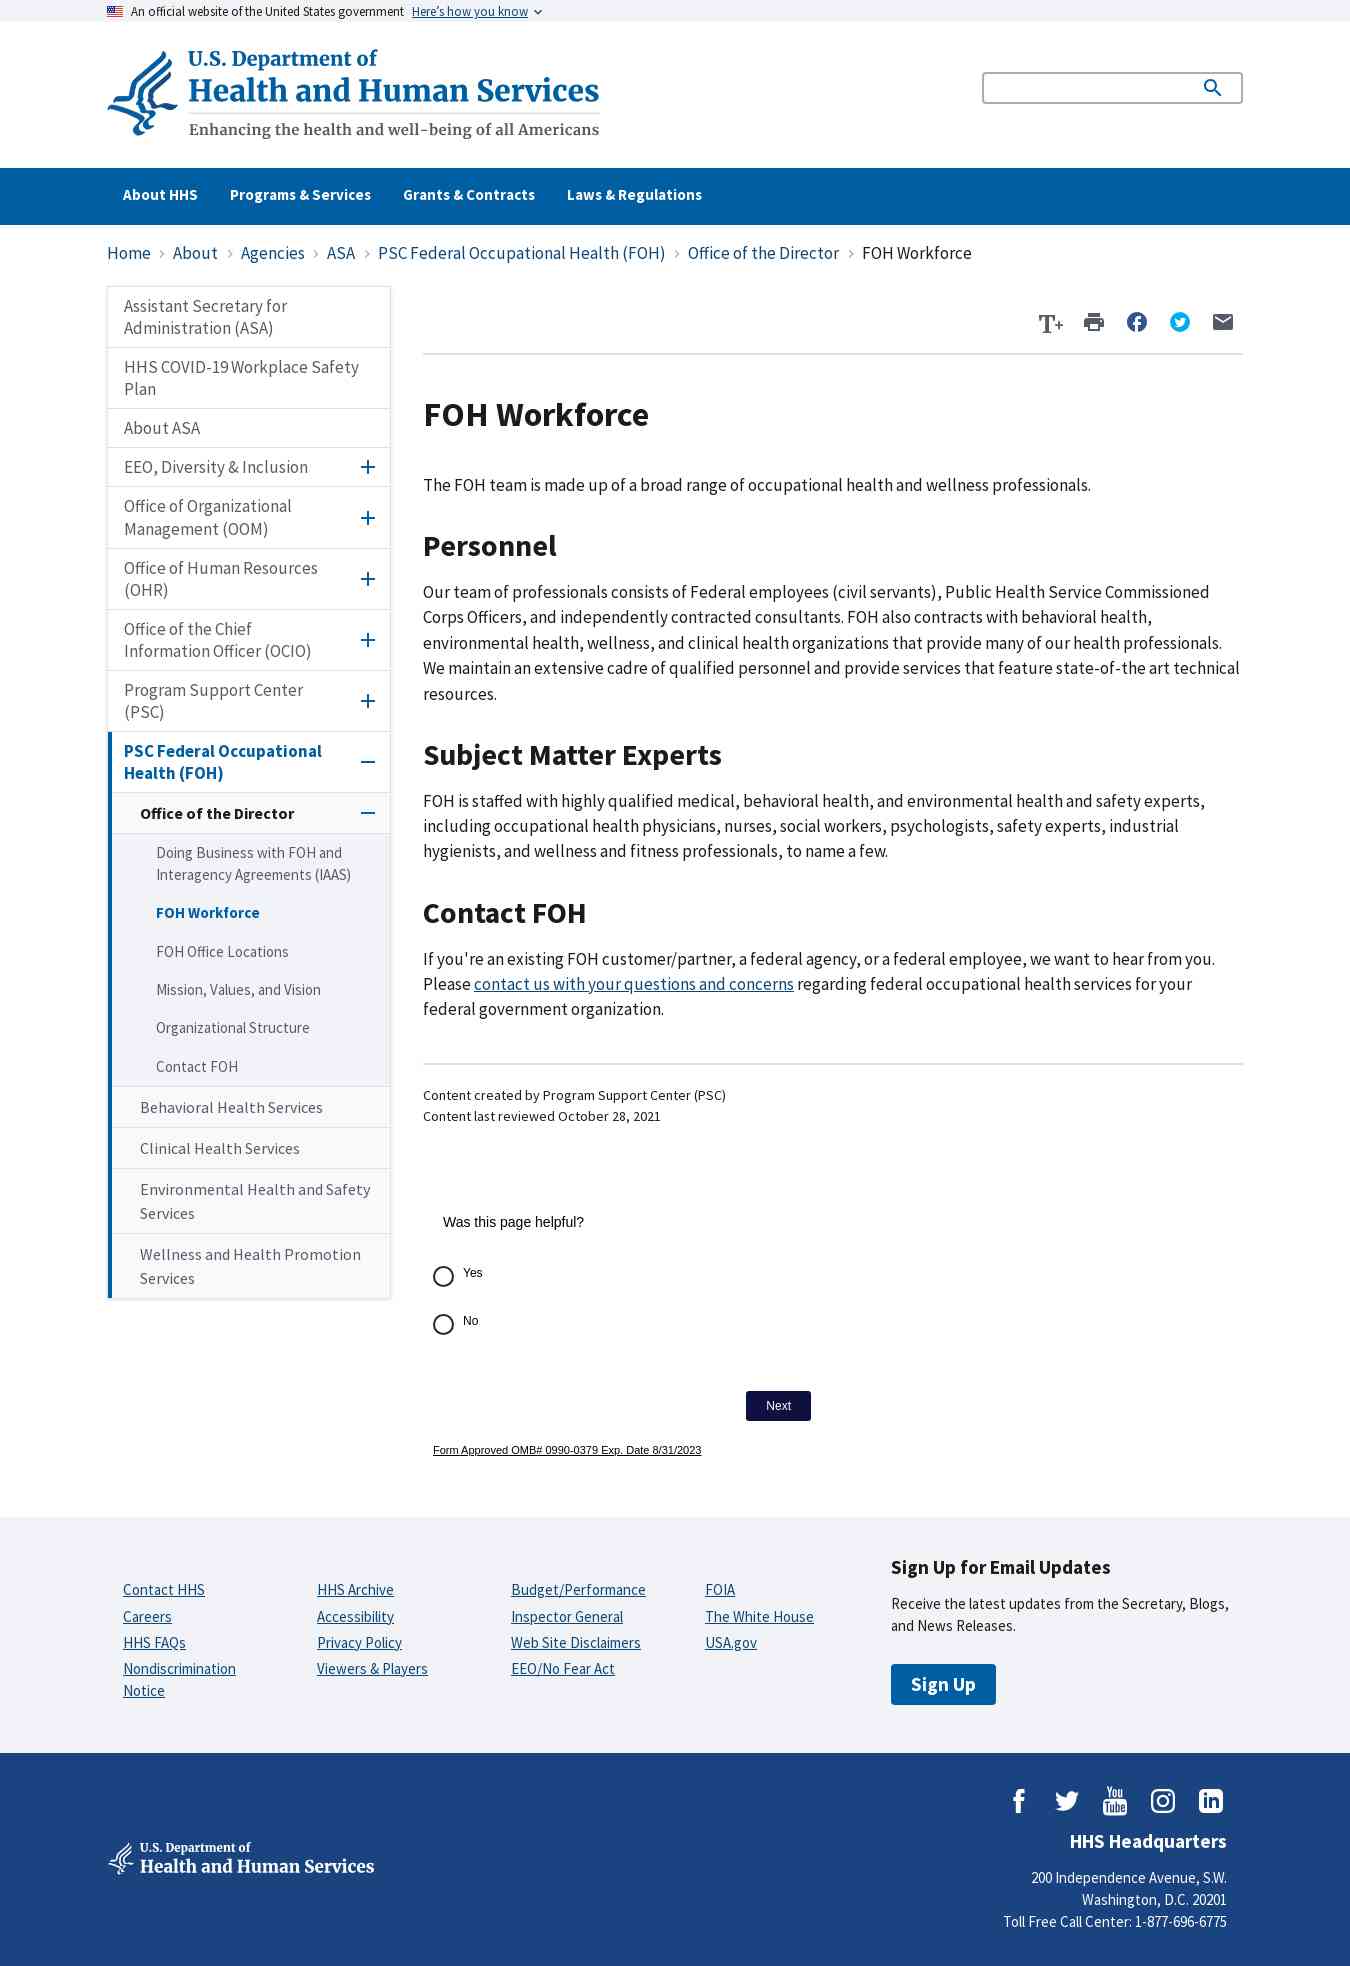 An official website of the United States government Here's how you know
U.S. Department of
Health and Human Services
Enhancing the health and well-being of all Americans
About HHS
Programs & Services
Grants & Contracts
Laws & Regulations
Home
About
Agencies
ASA
PSC Federal Occupational Health (FOH)
Office of the Director
FOH Workforce
Assistant Secretary for
Administration (ASA)
HHS COVID-19 Workplace Safety
Plan
About ASA
EEO, Diversity & Inclusion
Office of Organizational
Management (OOM)
Office of Human Resources
(OHR)
Office of the Chief
Information Officer (OCIO)
Program Support Center
(PSC)
PSC Federal Occupational
Health (FOH)
Office of the Director
Doing Business with FOH and
Interagency Agreements (IAAS)
FOH Workforce
FOH Office Locations
Mission, Values, and Vision
Organizational Structure
Contact FOH
Behavioral Health Services
Clinical Health Services
Environmental Health and Safety
Services
Wellness and Health Promotion
Services
T+
FOH Workforce
The FOH team is made up of a broad range of occupational health and wellness professionals.
Personnel
Our team of professionals consists of Federal employees (civil servants), Public Health Service Commissioned
Corps Officers, and independently contracted consultants. FOH also contracts with behavioral health,
environmental health, wellness, and clinical health organizations that provide many of our health professionals.
We maintain an extensive cadre of qualified personnel and provide services that feature state-of-the art technical
resources.
Subject Matter Experts
FOH is staffed with highly qualified medical, behavioral health, and environmental health and safety experts,
including occupational health physicians, nurses, social workers, psychologists, safety experts, industrial
hygienists, and wellness and fitness professionals, to name a few.
Contact FOH
If you're an existing FOH customer/partner, a federal agency, or a federal employee, we want to hear from you.
Please contact us with your questions and concerns regarding federal occupational health services for your
federal government organization.
Content created by Program Support Center (PSC)
Content last reviewed October 28, 2021
Was this page helpful?
Yes
No
Next
Form Approved OMB# 0990-0379 Exp. Date 8/31/2023
Contact HHS
Careers
HHS FAQs
Nondiscrimination
Notice
HHS Archive
Accessibility
Privacy Policy
Viewers & Players
Budget/Performance
Inspector General
Web Site Disclaimers
EEO/No Fear Act
FOIA
The White House
USA.gov
Sign Up for Email Updates
Receive the latest updates from the Secretary, Blogs,
and News Releases.
Sign Up
U.S. Department of
Health and Human Services
You
Tube
HHS Headquarters
200 Independence Avenue, S.W.
Washington, D.C. 20201
Toll Free Call Center: 1-877-696-6775